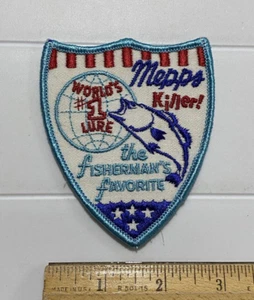 Mepps
Killer!
WORLD'S
#1
LURE
the
fISHERMAN'S
fAVORITE
1
2
3